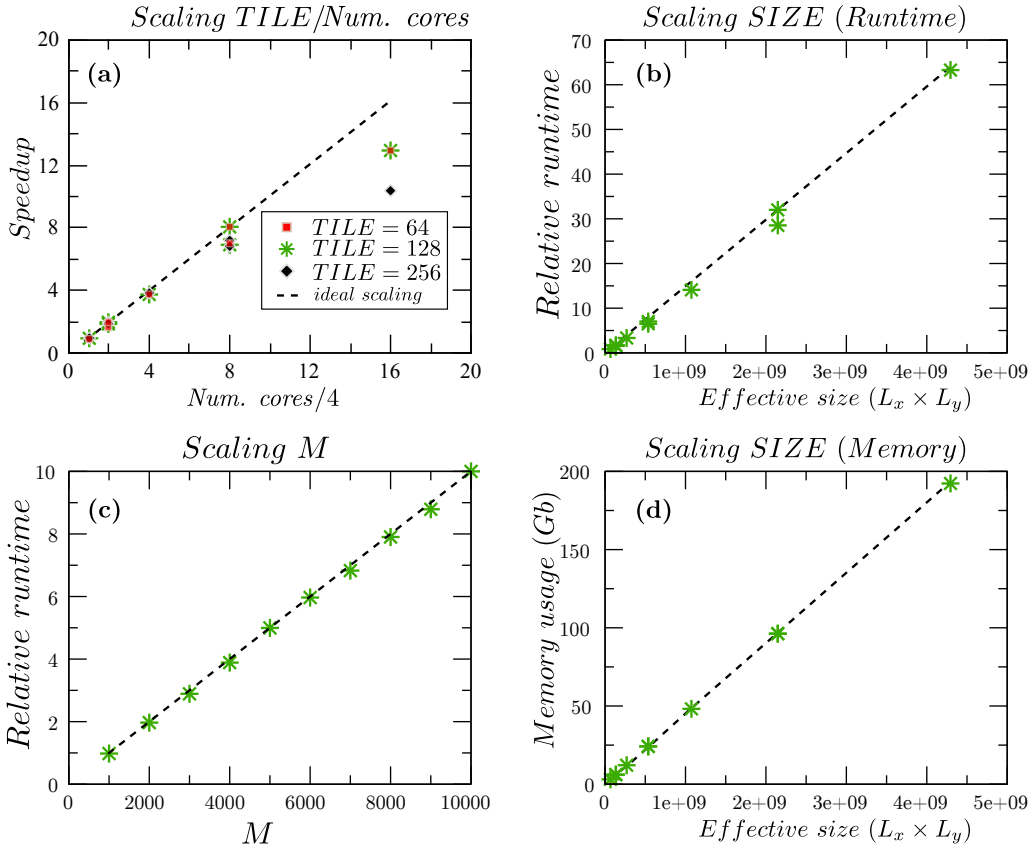 Scaling TILE/Num. cores
20
16
12
8
4
0
(a)
Speedup
TILE = 64
TILE = 128
TILE = 256
ideal scaling
0 4 8 12 16 20
Num. cores/4
Scaling SIZE (Runtime)
70
60
50
40
30
20
10
0
(b)
Relative runtime
0 1e+09 2e+09 3e+09 4e+09 5e+09
Effective size (Lx × Ly)
Scaling M
10
8
6
4
2
0
(c)
Relative runtime
0 2000 4000 6000 8000 10000
M
Scaling SIZE (Memory)
200
150
100
50
0
(d)
Memory usage (Gb)
0 1e+09 2e+09 3e+09 4e+09 5e+09
Effective size (Lx × Ly)